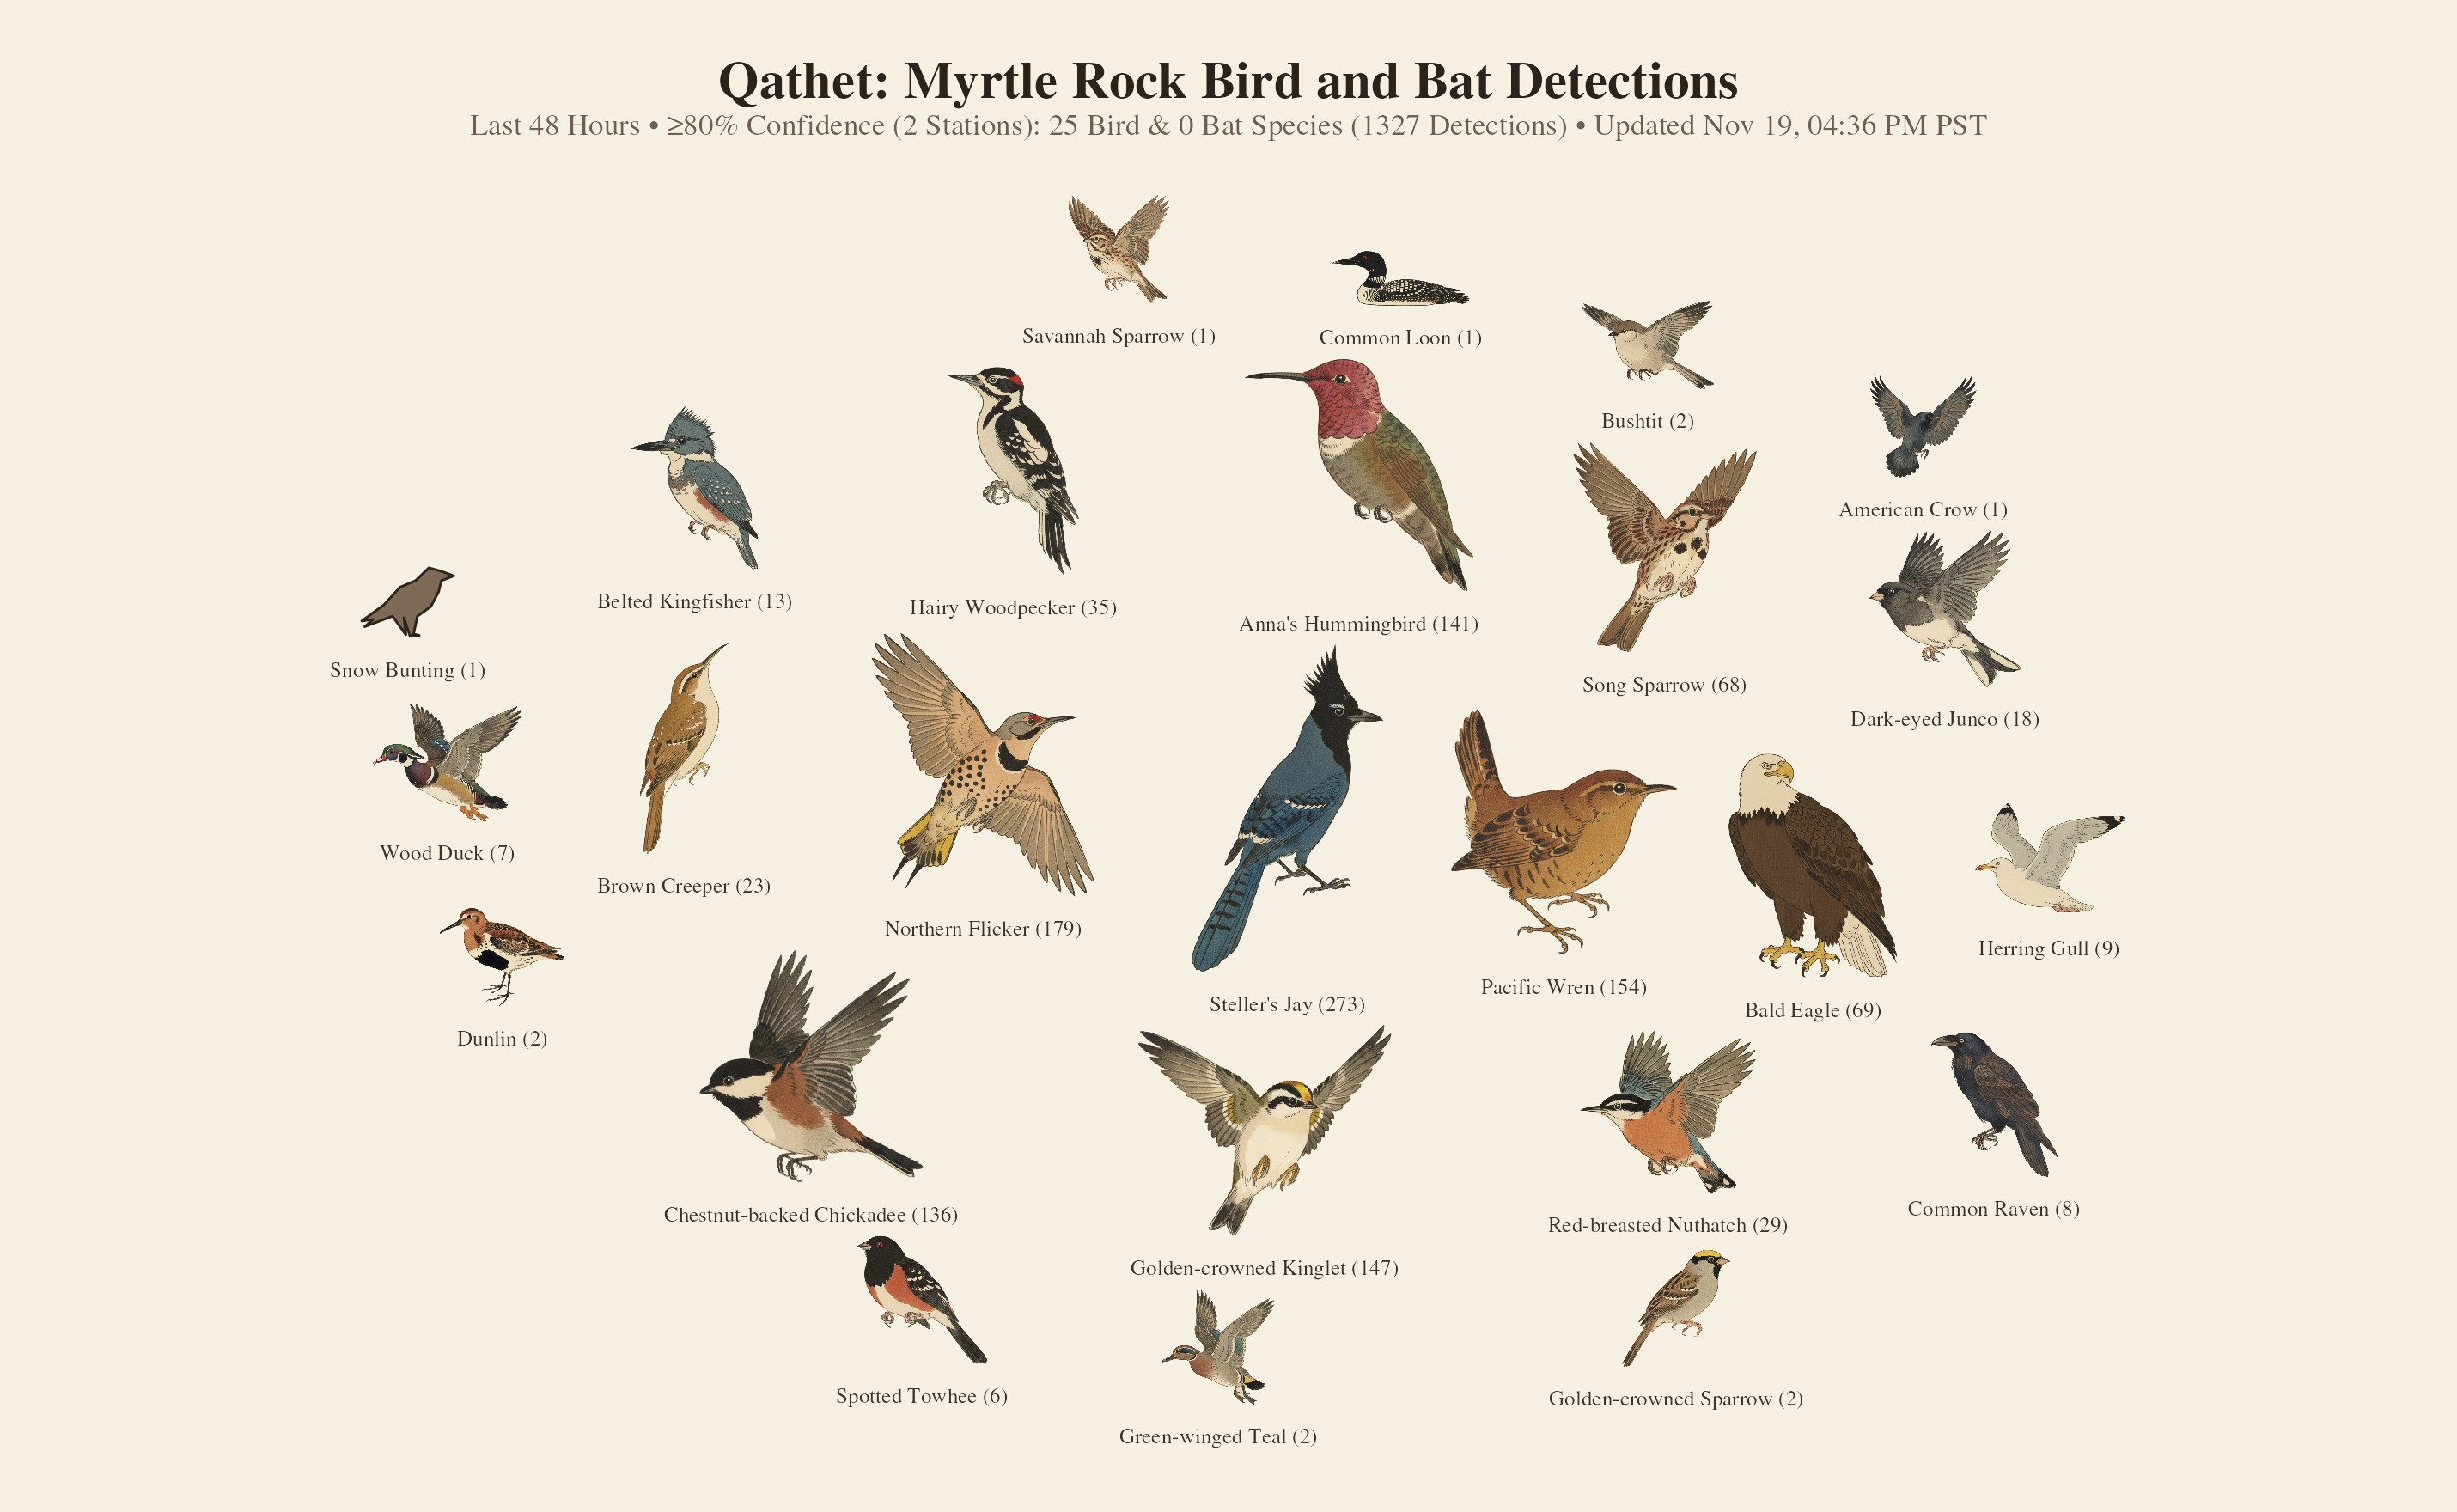 Qathet: Myrtle Rock Bird and Bat Detections
Last 48 Hours • ≥80% Confidence (2 Stations): 25 Bird & 0 Bat Species (1327 Detections) • Updated Nov 19, 04:36 PM PST
Savannah Sparrow (1)
Common Loon (1)
Bushtit (2)
American Crow (1)
Belted Kingfisher (13)
Hairy Woodpecker (35)
Anna's Hummingbird (141)
Snow Bunting (1)
Song Sparrow (68)
Dark-eyed Junco (18)
Wood Duck (7)
Brown Creeper (23)
Northern Flicker (179)
Herring Gull (9)
Pacific Wren (154)
Steller's Jay (273)
Bald Eagle (69)
Dunlin (2)
Common Raven (8)
Chestnut-backed Chickadee (136)
Red-breasted Nuthatch (29)
Golden-crowned Kinglet (147)
Spotted Towhee (6)
Golden-crowned Sparrow (2)
Green-winged Teal (2)